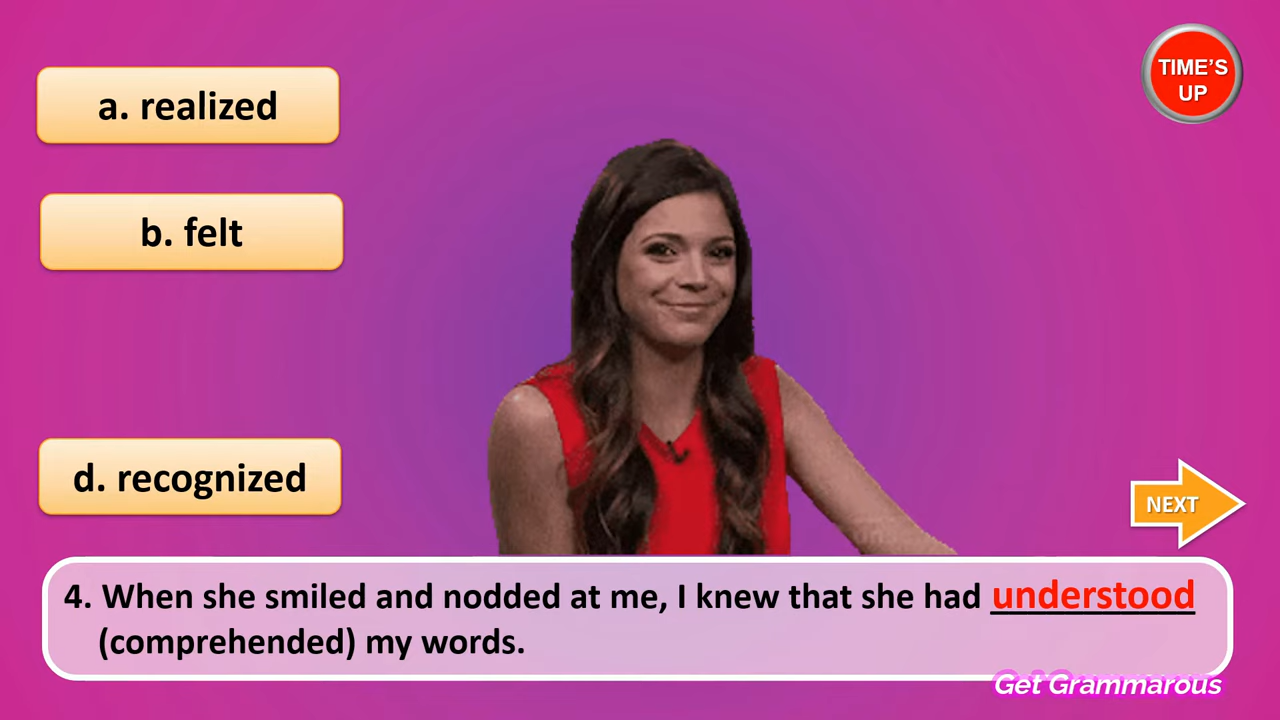 a. realized
TIME'S
UP
b. felt
d. recognized
NEXT
4. When she smiled and nodded at me, I knew that she had understood
(comprehended) my words.
Get Grammarous